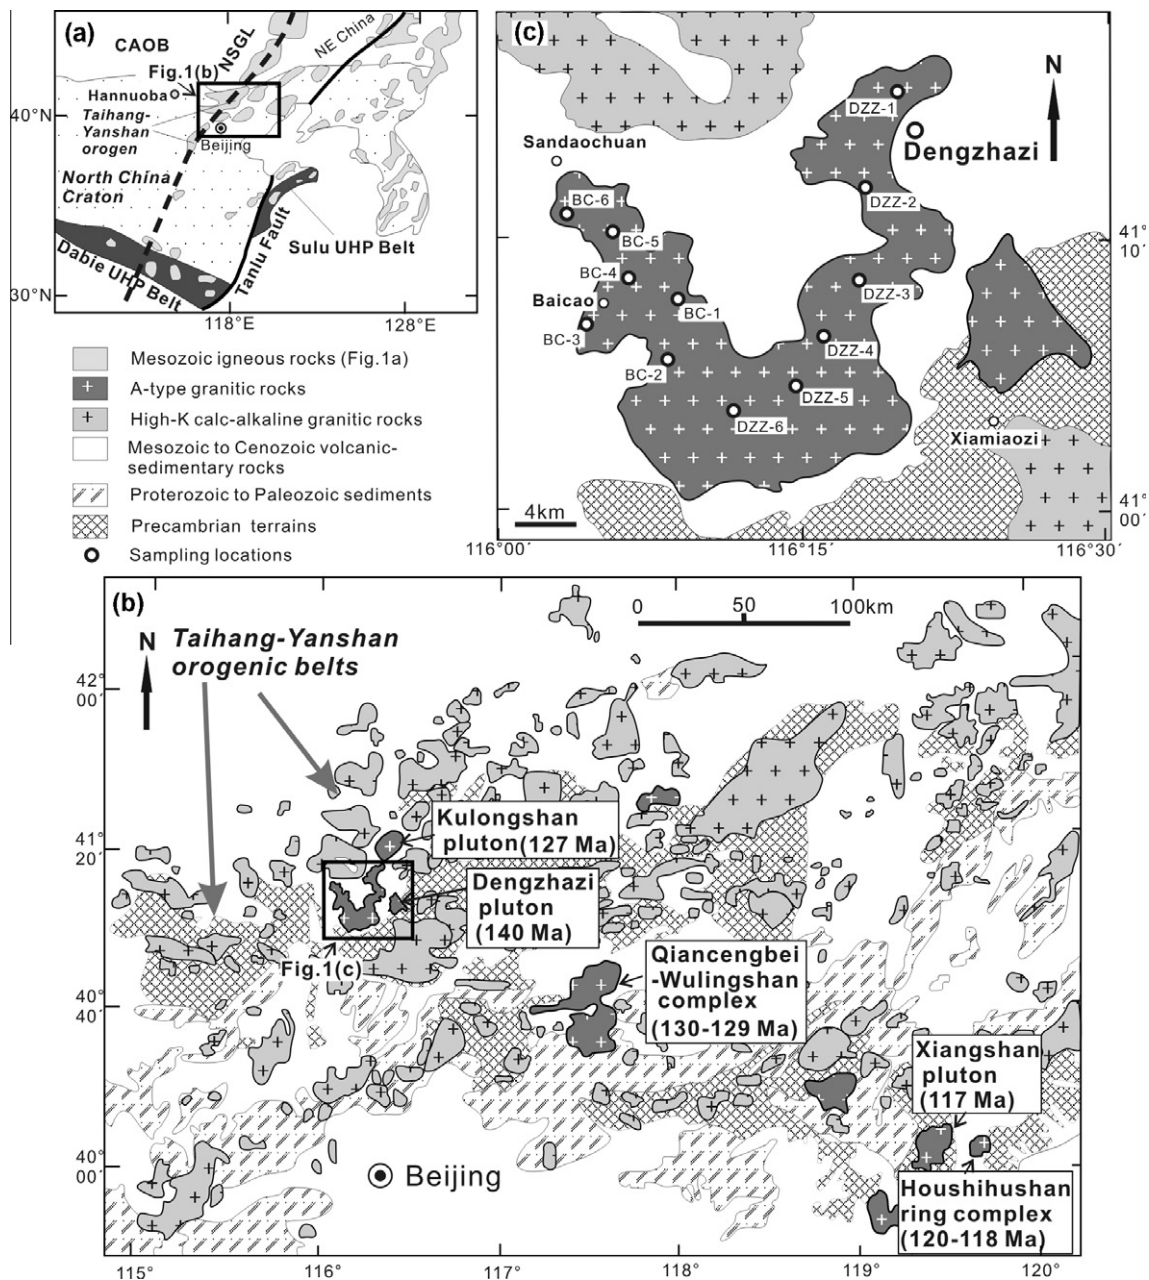 (a)
CAOB
NSGL
NE China
Fig.1(b)
Hannuoba
40°N
Taihang-
Yanshan
orogen
Beijing
North China
Craton
Tanlu Fault
Sulu UHP Belt
Dabie UHP Belt
30°N
118°E
128°E
Mesozoic igneous rocks (Fig.1a)
A-type granitic rocks
High-K calc-alkaline granitic rocks
Mesozoic to Cenozoic volcanic-
sedimentary rocks
Proterozoic to Paleozoic sediments
Precambrian terrains
Sampling locations
(c)
N
DZZ-1
Dengzhazi
Sandaochuan
BC-6
DZZ-2
BC-5
41°
10′
BC-4
DZZ-3
Baicao
BC-1
BC-3
DZZ-4
BC-2
DZZ-5
DZZ-6
Xiamiaozi
4km
41°
00′
116°00′
116°15′
116°30′
(b)
N
Taihang-Yanshan
orogenic belts
0
50
100km
42°
00′
Kulongshan
pluton(127 Ma)
41°
20′
Dengzhazi
pluton
(140 Ma)
Fig.1(c)
Qiancengbei
-Wulingshan
complex
(130-129 Ma)
40°
40′
Xiangshan
pluton
(117 Ma)
40°
00′
Beijing
Houshihushan
ring complex
(120-118 Ma)
115°
116°
117°
118°
119°
120°